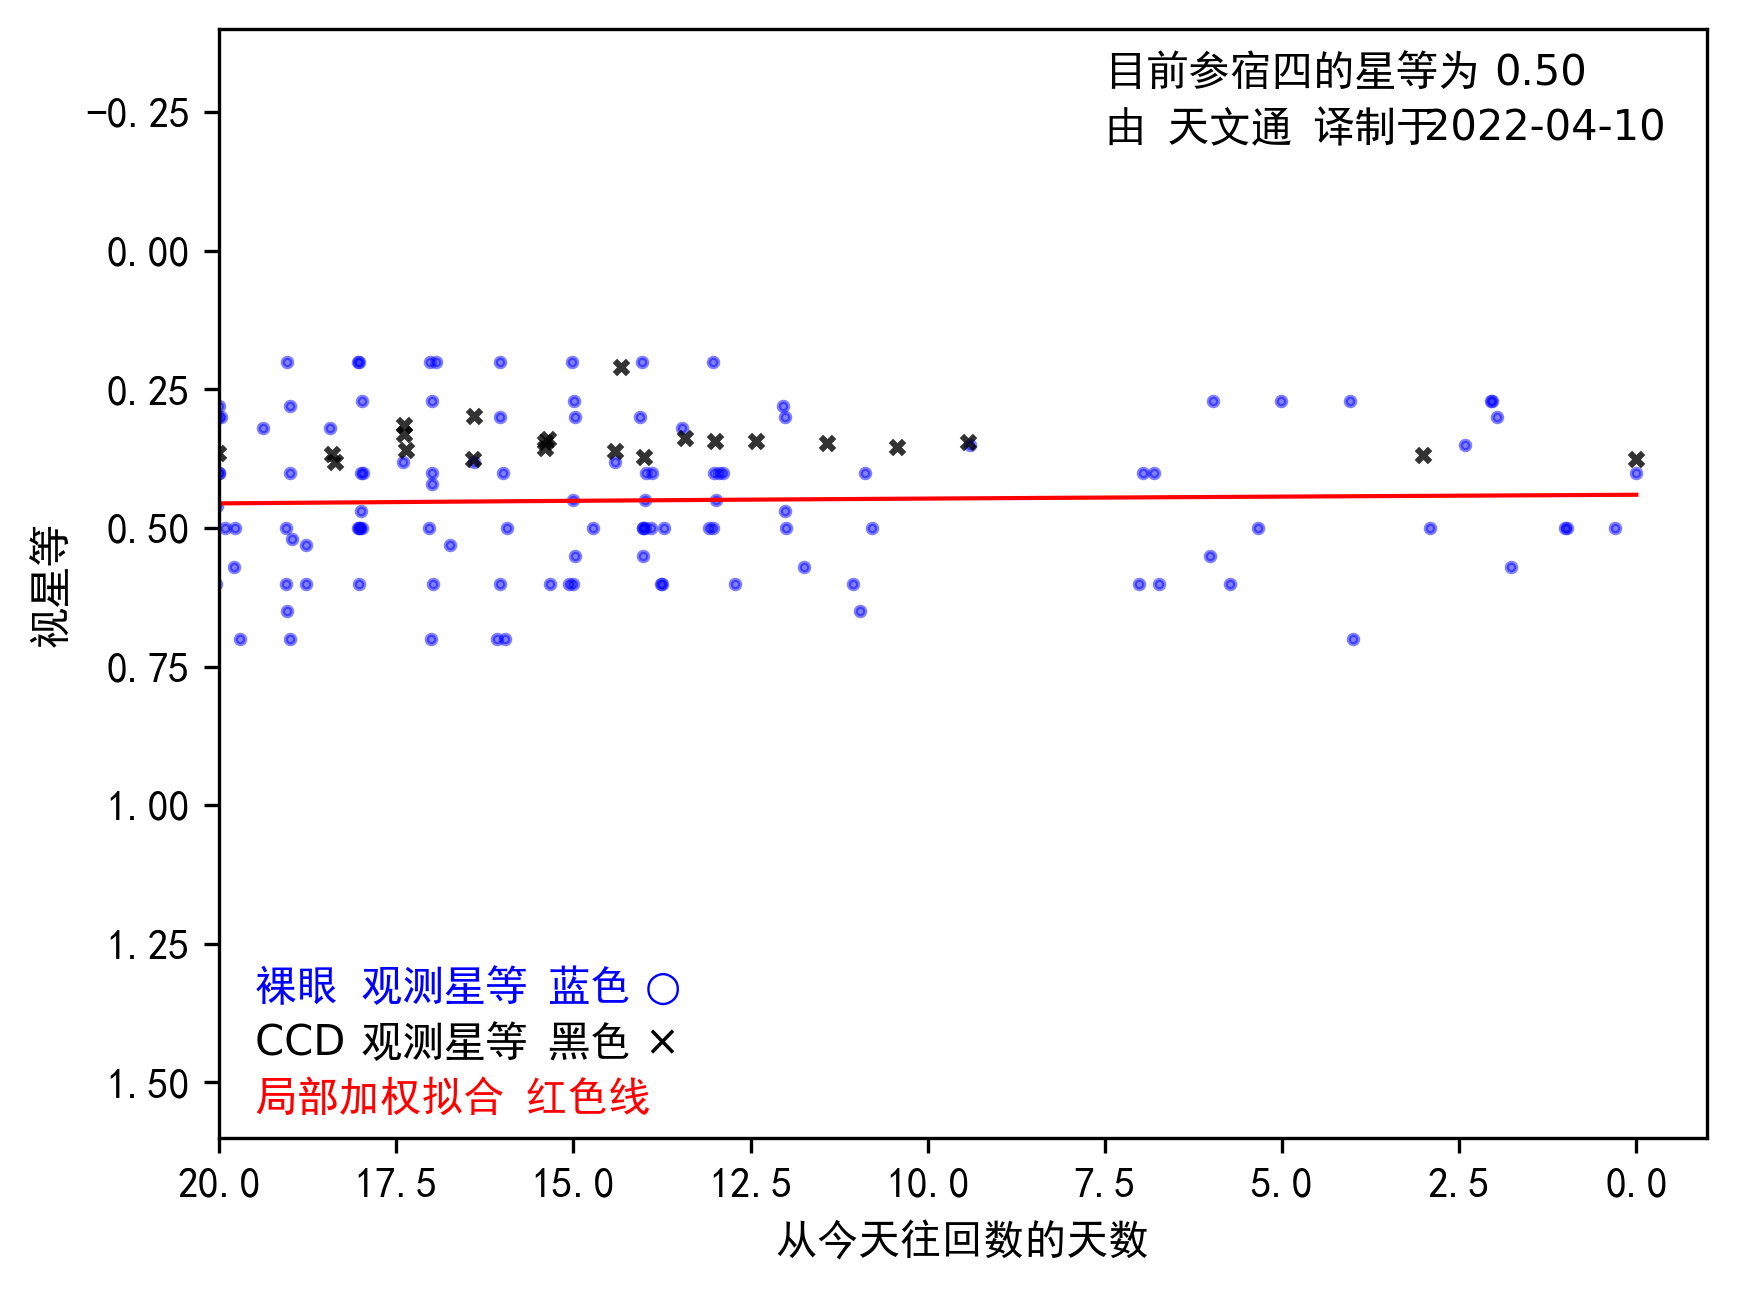 目前参宿四的星等为 0.50
由 天文通 译制于2022-04-10
−0.25
0.00
0.25
0.50
0.75
1.00
1.25
1.50
视星等
裸眼 观测星等 蓝色 ○
CCD 观测星等 黑色 ×
局部加权拟合 红色线
20.0 17.5 15.0 12.5 10.0 7.5 5.0 2.5 0.0
从今天往回数的天数